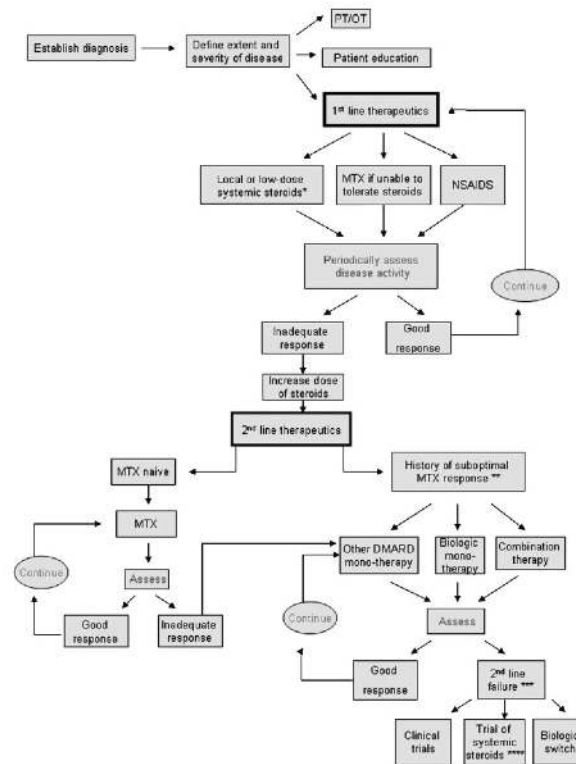 PT/OT
Establish diagnosis
Define extent and
severity of disease
Patient education
1st line therapeutics
Local or low-dose
systemic steroids*
MTX if unable to
tolerate steroids
NSAIDS
Periodically assess
disease activity
Continue
Inadequate
response
Good
response
Increase dose
of steroids
2nd line therapeutics
MTX naive
History of suboptimal
MTX response **
MTX
Continue
Other DMARD
mono-therapy
Biologic
mono-
therapy
Combination
therapy
Assess
Continue
Assess
Good
response
Inadequate
response
Good
response
2nd line
failure ***
Clinical
trials
Trial of
systemic
steroids ****
Biologic
switch